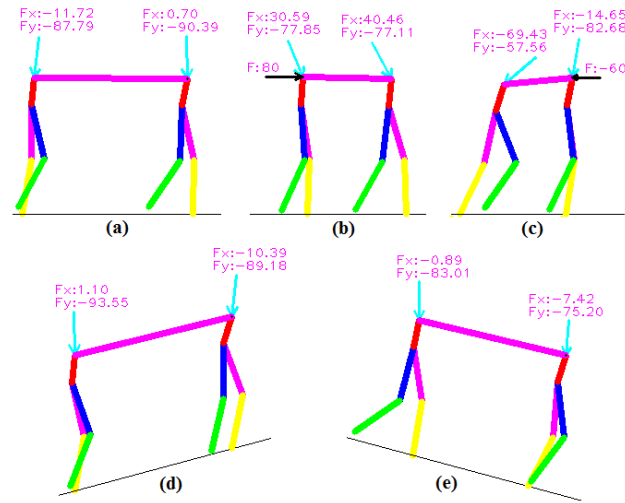 Fx:-11.72
Fy:-87.79
Fx:0.70
Fy:-90.39
Fx:30.59
Fy:-77.85
Fx:40.46
Fy:-77.11
F:80
Fx:-69.43
Fy:-57.56
Fx:-14.65
Fy:-82.68
F:-60
(a)
(b)
(c)
Fx:1.10
Fy:-93.55
Fx:-10.39
Fy:-89.18
Fx:-0.89
Fy:-83.01
Fx:-7.42
Fy:-75.20
(d)
(e)